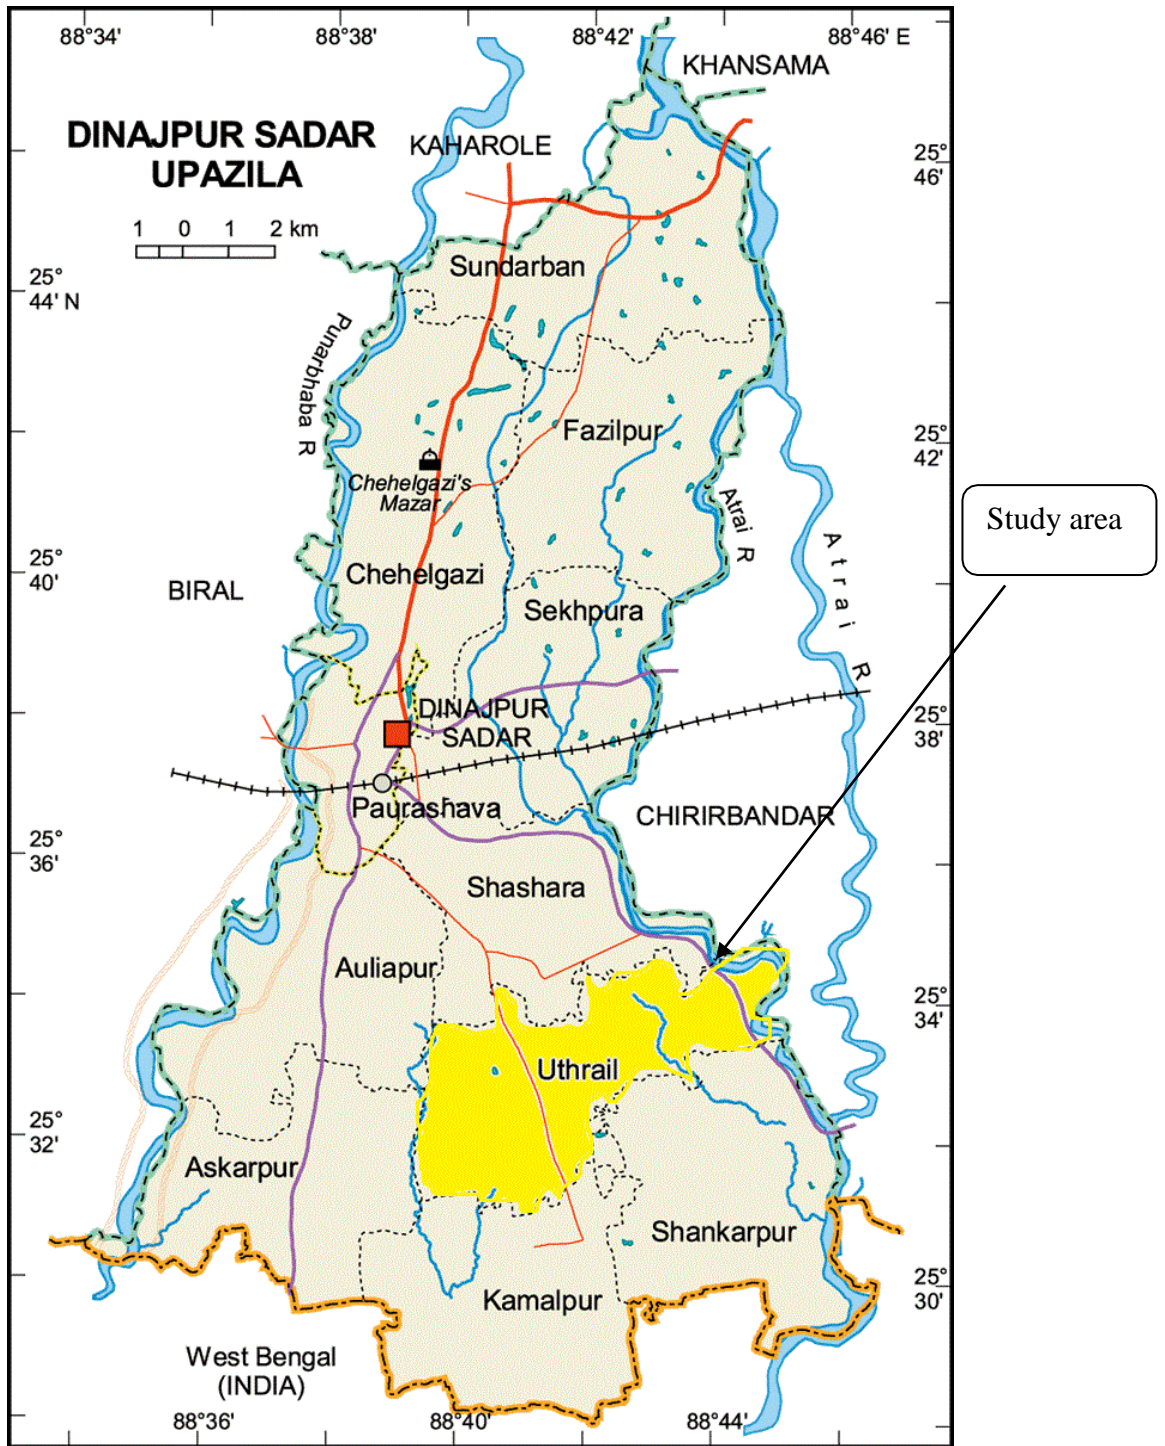 88°34'
88°38'
88°42'
88°46' E
KHANSAMA
DINAJPUR SADAR
UPAZILA
KAHAROLE
25°
46'
1 0 1 2 km
Sundarban
25°
44' N
Punarbhaba R
Fazilpur
25°
42'
Chehelgazi's
Mazar
Atrai R
Study area
Atrai R
25°
40'
Chehelgazi
BIRAL
Sekhpura
DINAJPUR
SADAR
25°
38'
Paurashava
CHIRIRBANDAR
25°
36'
Shashara
Auliapur
25°
34'
Uthrail
25°
32'
Askarpur
Shankarpur
25°
30'
Kamalpur
West Bengal
(INDIA)
88°36'
88°40'
88°44'